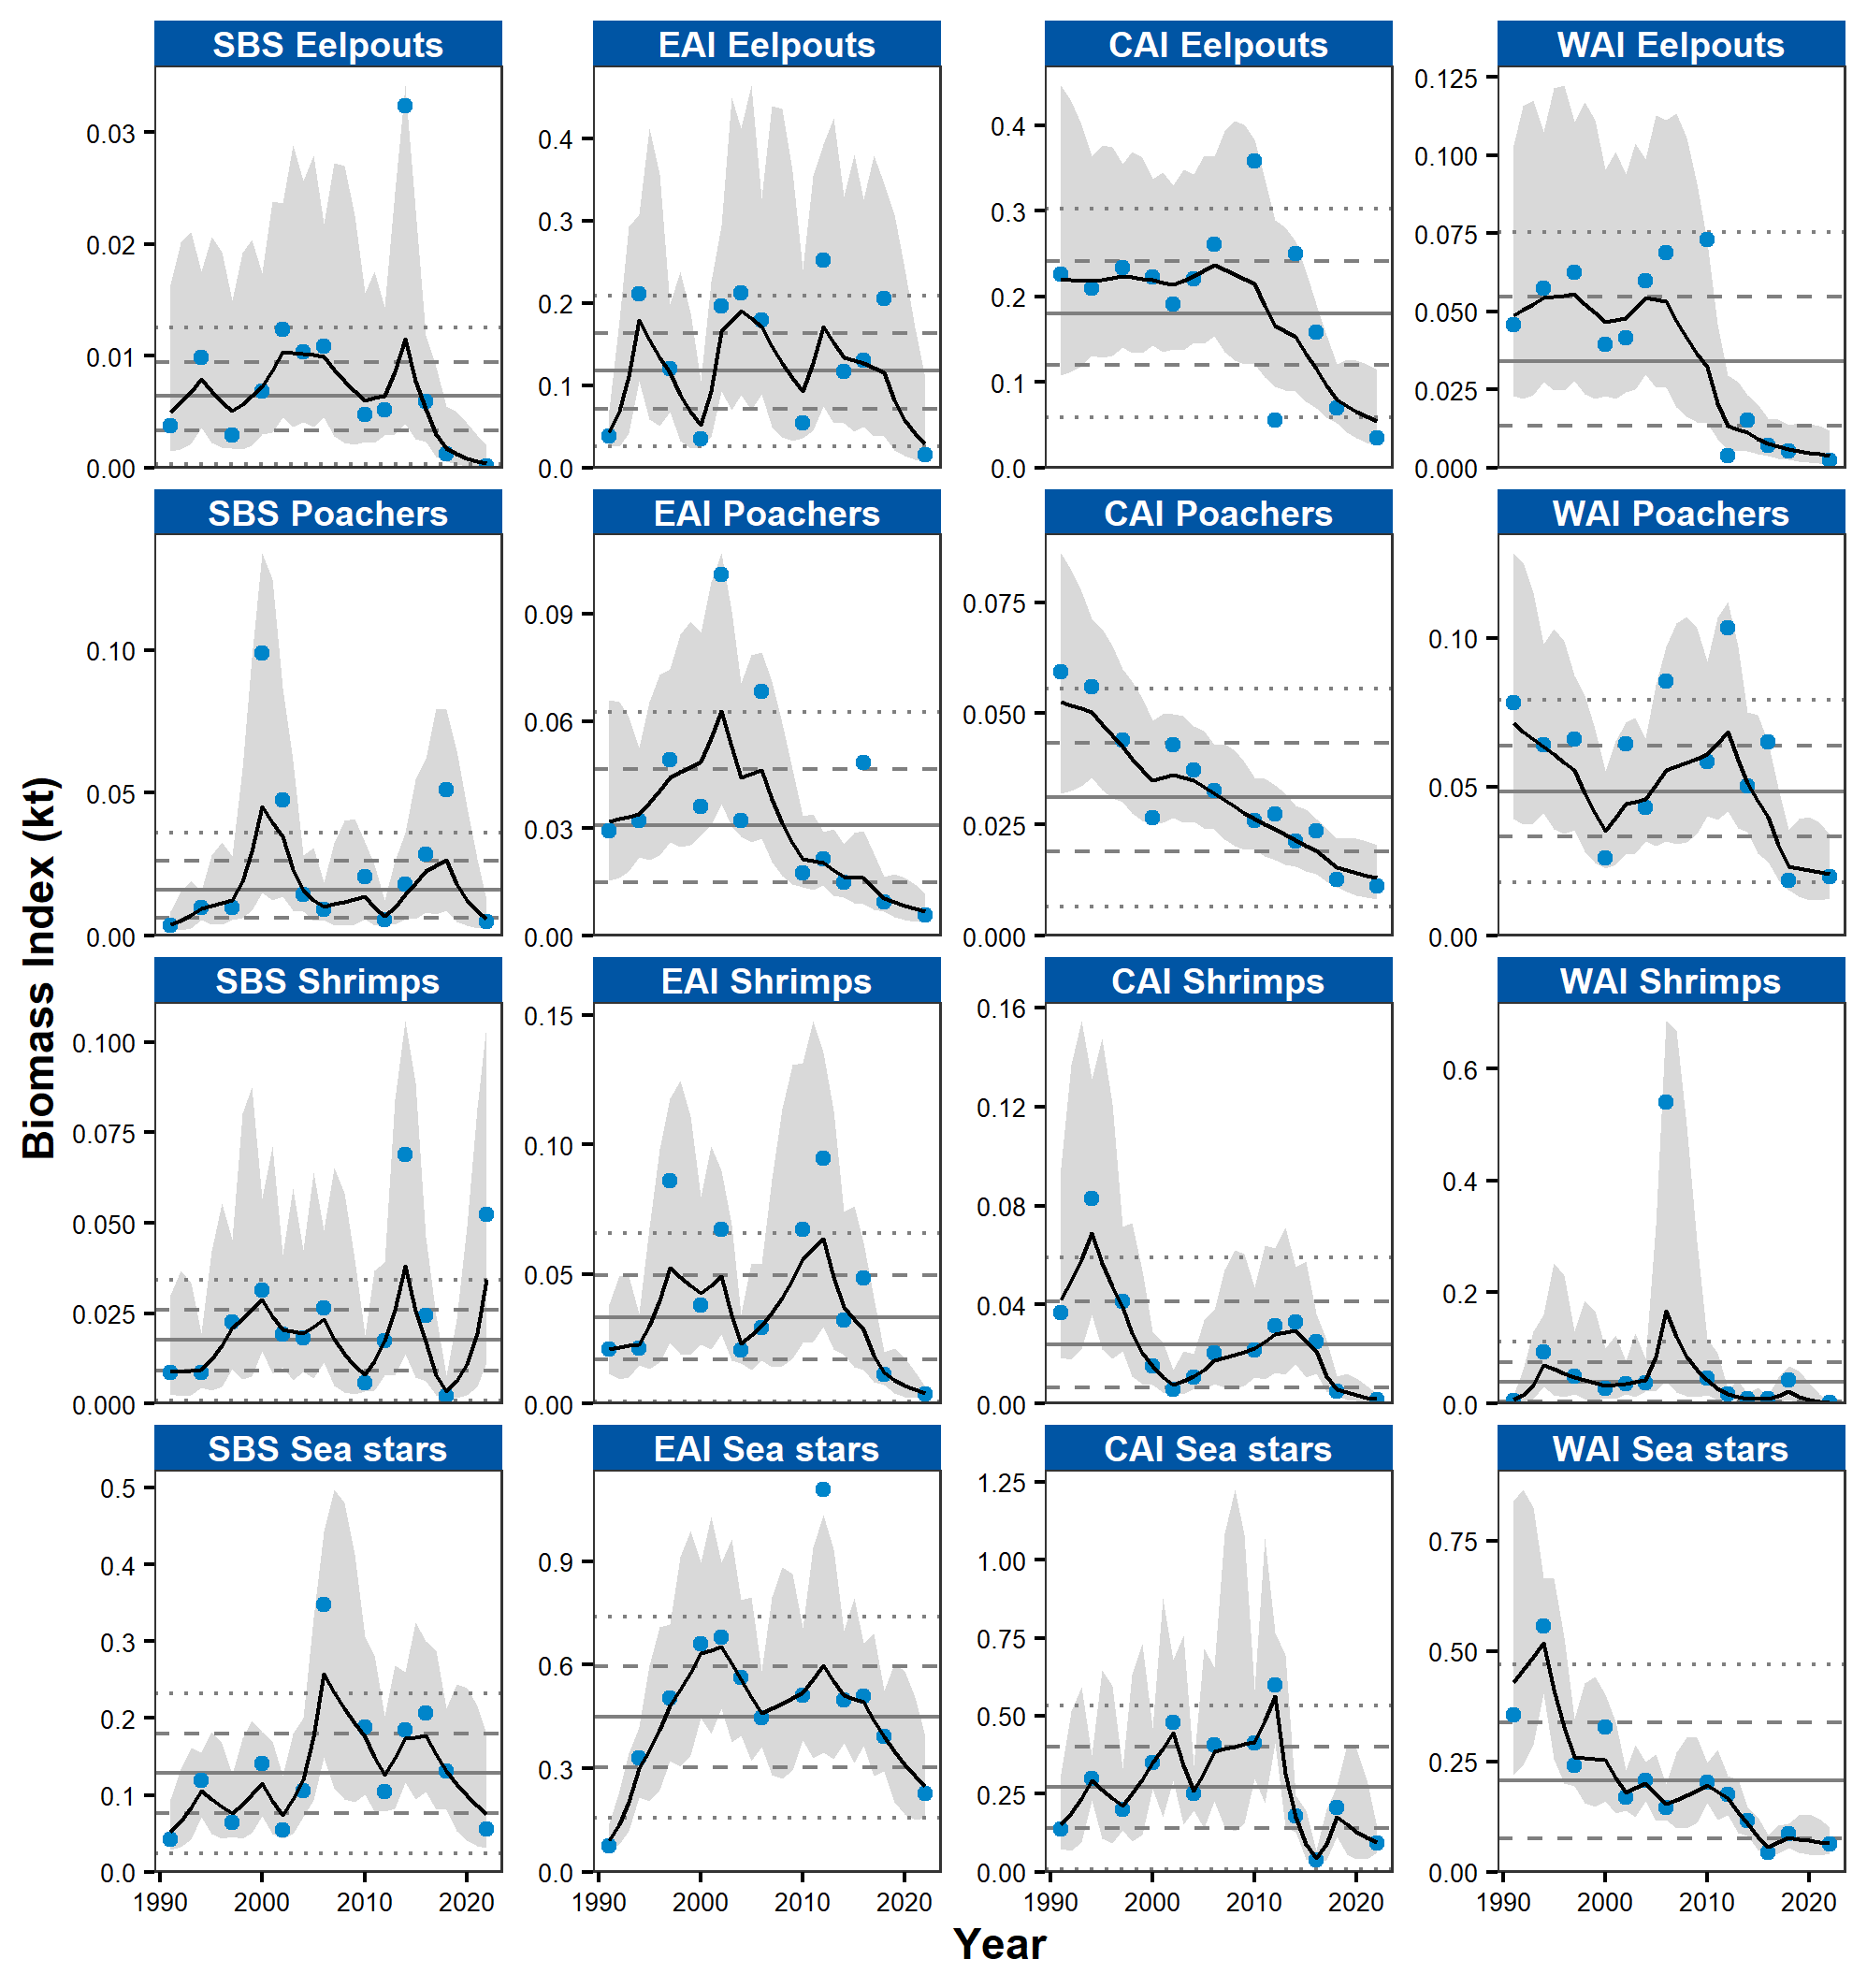 SBS Eelpouts EAI Eelpouts CAI Eelpouts WAI Eelpouts
0.03 0.02 0.01 0.00
0.4 0.3 0.2 0.1 0.0
0.4 0.3 0.2 0.1 0.0
0.125 0.100 0.075 0.050 0.025 0.000
SBS Poachers EAI Poachers CAI Poachers WAI Poachers
0.10 0.05 0.00
0.09 0.06 0.03 0.00
0.075 0.050 0.025 0.000
0.10 0.05 0.00
Biomass Index (kt)
SBS Shrimps EAI Shrimps CAI Shrimps WAI Shrimps
0.100 0.075 0.050 0.025 0.000
0.15 0.10 0.05 0.00
0.16 0.12 0.08 0.04 0.00
0.6 0.4 0.2 0.0
SBS Sea stars EAI Sea stars CAI Sea stars WAI Sea stars
0.5 0.4 0.3 0.2 0.1 0.0
0.9 0.6 0.3 0.0
1.25 1.00 0.75 0.50 0.25 0.00
0.75 0.50 0.25 0.00
1990 2000 2010 2020 1990 2000 2010 2020 1990 2000 2010 2020 1990 2000 2010 2020
Year